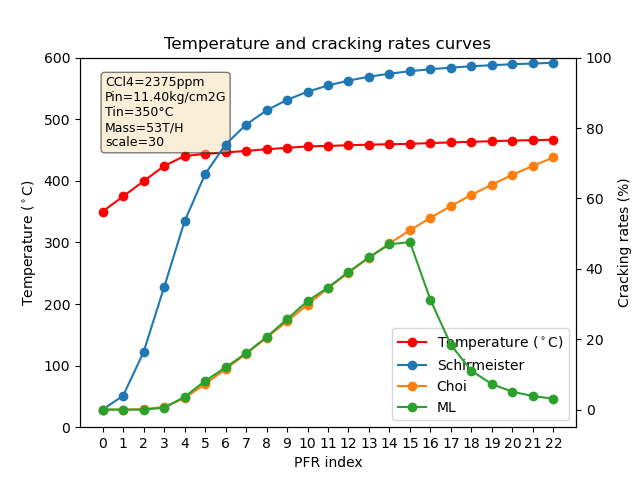 Temperature and cracking rates curves
CCl4=2375ppm
Pin=11.40kg/cm2G
Tin=350°C
Mass=53T/H
scale=30
600
500
400
300
200
100
0
Temperature (°C)
100
80
60
40
20
0
Cracking rates (%)
Temperature (°C)
Schirmeister
Choi
ML
0 1 2 3 4 5 6 7 8 9 10 11 12 13 14 15 16 17 18 19 20 21 22
PFR index